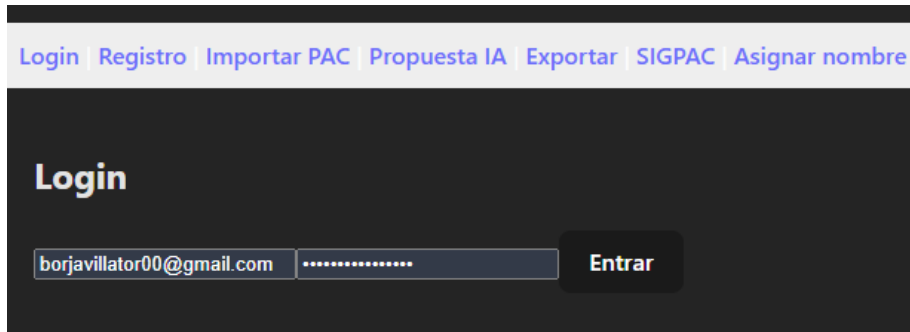 Login | Registro | Importar PAC | Propuesta IA | Exportar | SIGPAC | Asignar nombre
Login
borjavillator00@gmail.com •••••••••••••••• Entrar